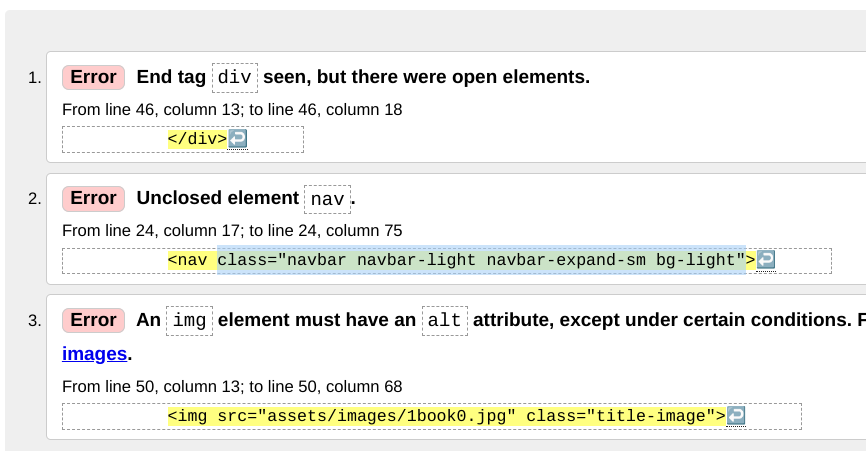 1. Error End tag div seen, but there were open elements.
From line 46, column 13; to line 46, column 18
</div>↩
2. Error Unclosed element nav.
From line 24, column 17; to line 24, column 75
<nav class="navbar navbar-light navbar-expand-sm bg-light">↩
3. Error An img element must have an alt attribute, except under certain conditions. F
images.
From line 50, column 13; to line 50, column 68
<img src="assets/images/1book0.jpg" class="title-image">↩